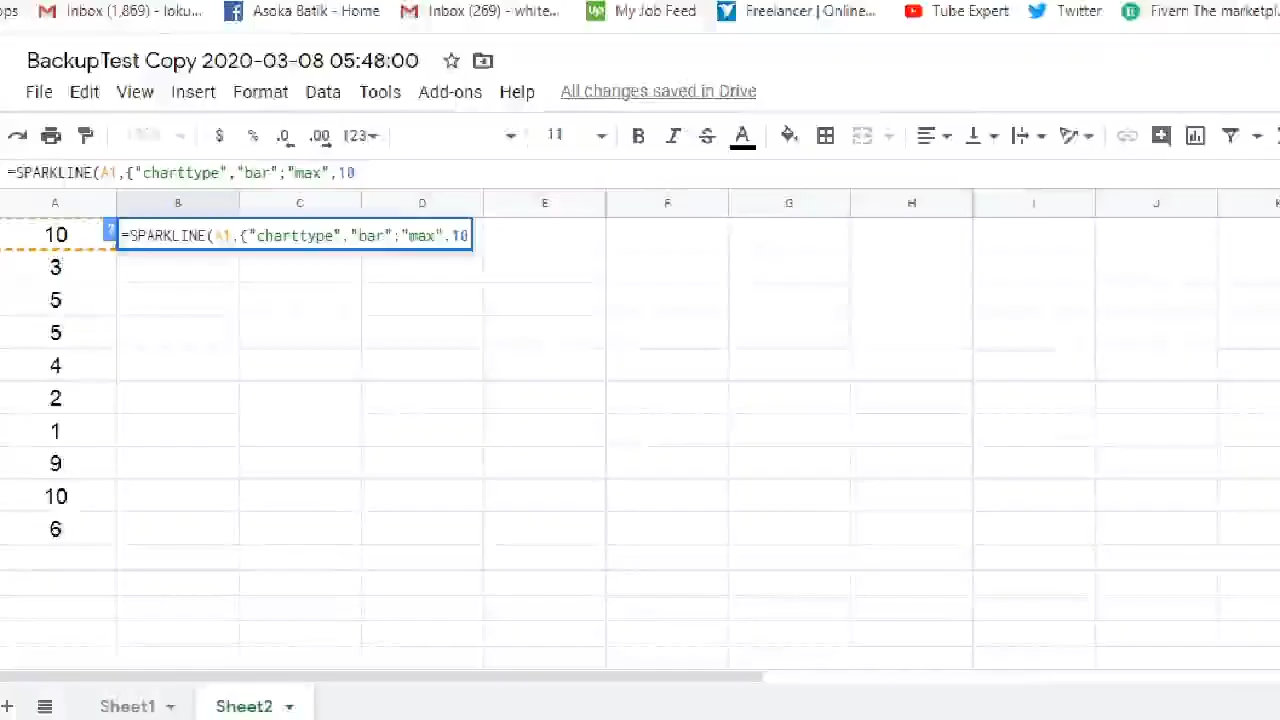 ops Inbox (1,859) - loku... Asoka Batik - Home Inbox (269) - white... My Job Feed Freelancer | Online... Tube Expert Twitter Fiverr The marketpl
BackupTest Copy 2020-03-08 05:48:00
File Edit View Insert Format Data Tools Add-ons Help All changes saved in Drive
$ % .0 .00 123 11 B I S A
=SPARKLINE(A1,{"charttype","bar";"max",10
A B C D E F G H I J K
10 ? =SPARKLINE(A1,{"charttype","bar";"max",10
3
5
5
4
2
1
9
10
6
+ Sheet1 Sheet2